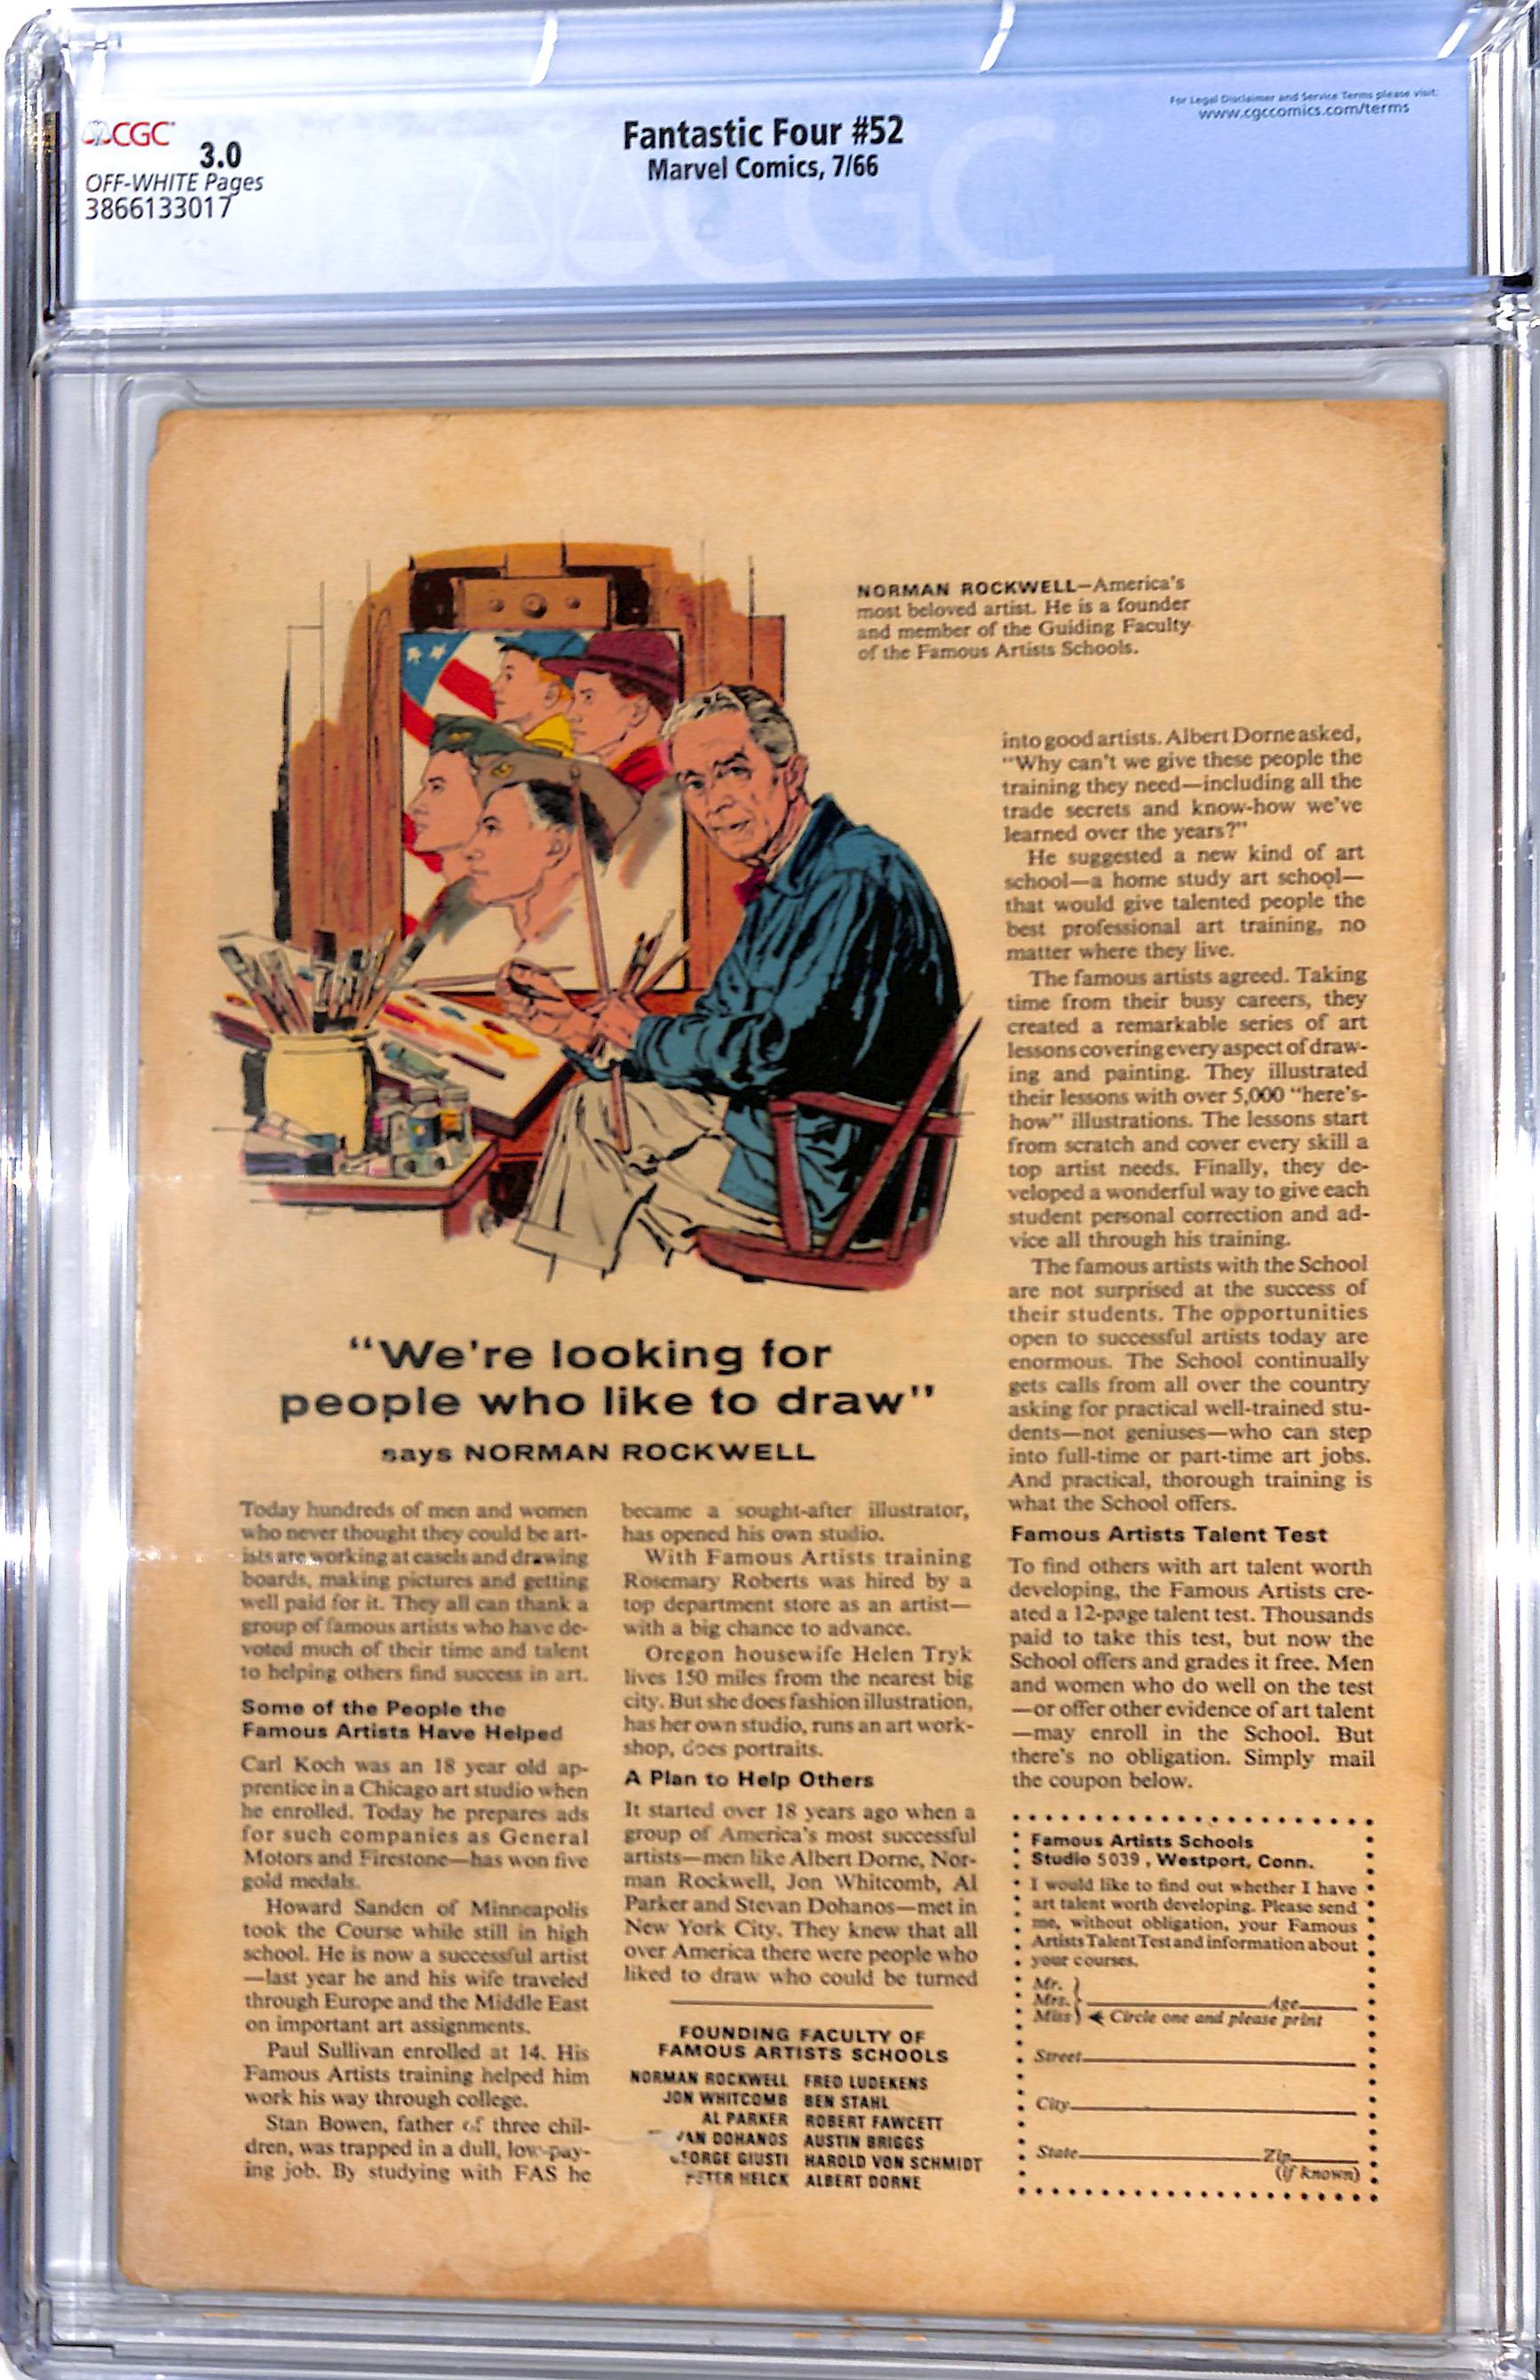 CGC
3.0
OFF-WHITE Pages
3866133017
Fantastic Four #52
Marvel Comics, 7/66
For Legal Disclaimer and Service Terms please visit:
www.cgccomics.com/terms
CGC
NORMAN ROCKWELL—America's
most beloved artist. He is a founder
and member of the Guiding Faculty
of the Famous Artists Schools.
"We're looking for
people who like to draw"
says NORMAN ROCKWELL
Today hundreds of men and women
who never thought they could be art-
ists are working at easels and drawing
boards, making pictures and getting
well paid for it. They all can thank a
group of famous artists who have de-
voted much of their time and talent
to helping others find success in art.
Some of the People the
Famous Artists Have Helped
Carl Koch was an 18 year old ap-
prentice in a Chicago art studio when
he enrolled. Today he prepares ads
for such companies as General
Motors and Firestone—has won five
gold medals.
Howard Sanden of Minneapolis
took the Course while still in high
school. He is now a successful artist
—last year he and his wife traveled
through Europe and the Middle East
on important art assignments.
Paul Sullivan enrolled at 14. His
Famous Artists training helped him
work his way through college.
Stan Bowen, father of three chil-
dren, was trapped in a dull, low-pay-
ing job. By studying with FAS he
became a sought-after illustrator,
has opened his own studio.
With Famous Artists training
Rosemary Roberts was hired by a
top department store as an artist—
with a big chance to advance.
Oregon housewife Helen Tryk
lives 150 miles from the nearest big
city. But she does fashion illustration,
has her own studio, runs an art work-
shop, does portraits.
A Plan to Help Others
It started over 18 years ago when a
group of America's most successful
artists—men like Albert Dorne, Nor-
man Rockwell, Jon Whitcomb, Al
Parker and Stevan Dohanos—met in
New York City. They knew that all
over America there were people who
liked to draw who could be turned
FOUNDING FACULTY OF
FAMOUS ARTISTS SCHOOLS
NORMAN ROCKWELL FRED LUDEKENS
JON WHITCOMB BEN STAHL
AL PARKER ROBERT FAWCETT
VAN DOHANOS AUSTIN BRIGGS
GEORGE GIUSTI HAROLD VON SCHMIDT
PETER HELCK ALBERT DORNE
into good artists. Albert Dorne asked,
"Why can't we give these people the
training they need—including all the
trade secrets and know-how we've
learned over the years?"
He suggested a new kind of art
school—a home study art school—
that would give talented people the
best professional art training, no
matter where they live.
The famous artists agreed. Taking
time from their busy careers, they
created a remarkable series of art
lessons covering every aspect of draw-
ing and painting. They illustrated
their lessons with over 5,000 "here's-
how" illustrations. The lessons start
from scratch and cover every skill a
top artist needs. Finally, they de-
veloped a wonderful way to give each
student personal correction and ad-
vice all through his training.
The famous artists with the School
are not surprised at the success of
their students. The opportunities
open to successful artists today are
enormous. The School continually
gets calls from all over the country
asking for practical well-trained stu-
dents—not geniuses—who can step
into full-time or part-time art jobs.
And practical, thorough training is
what the School offers.
Famous Artists Talent Test
To find others with art talent worth
developing, the Famous Artists cre-
ated a 12-page talent test. Thousands
paid to take this test, but now the
School offers and grades it free. Men
and women who do well on the test
—or offer other evidence of art talent
—may enroll in the School. But
there's no obligation. Simply mail
the coupon below.
Famous Artists Schools
Studio 5039, Westport, Conn.
I would like to find out whether I have
art talent worth developing. Please send
me, without obligation, your Famous
Artists Talent Test and information about
your courses.
Mr.
Mrs. Age
Miss Circle one and please print
Street
City
State Zip
(if known)